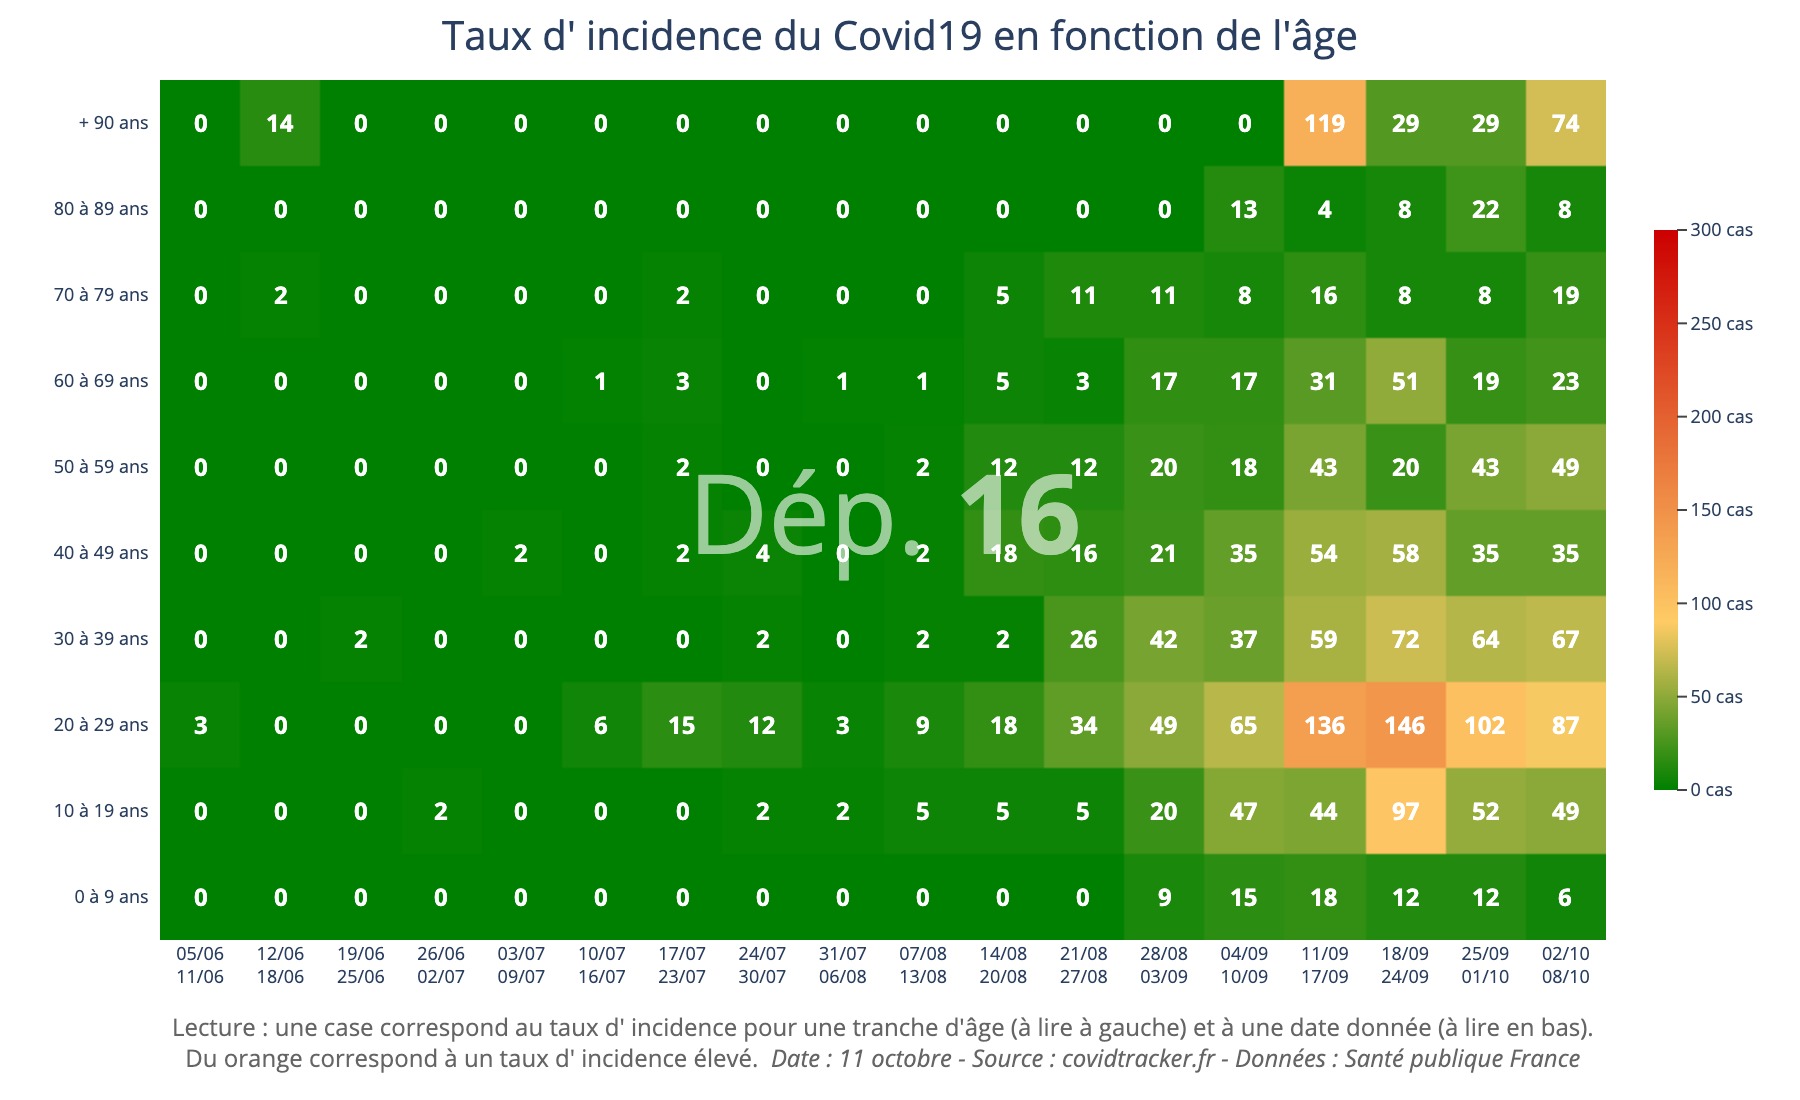 Taux d' incidence du Covid19 en fonction de l'âge
+ 90 ans 0 14 0 0 0 0 0 0 0 0 0 0 0 0 119 29 29 74
80 à 89 ans 0 0 0 0 0 0 0 0 0 0 0 0 0 13 4 8 22 8
70 à 79 ans 0 2 0 0 0 0 2 0 0 0 5 11 11 8 16 8 8 19
60 à 69 ans 0 0 0 0 0 1 3 0 1 1 5 3 17 17 31 51 19 23
50 à 59 ans 0 0 0 0 0 0 2 0 0 2 12 12 20 18 43 20 43 49
Dép. 16
40 à 49 ans 0 0 0 0 2 0 2 4 0 2 18 16 21 35 54 58 35 35
30 à 39 ans 0 0 2 0 0 0 0 2 0 2 2 26 42 37 59 72 64 67
20 à 29 ans 3 0 0 0 0 6 15 12 3 9 18 34 49 65 136 146 102 87
10 à 19 ans 0 0 0 2 0 0 0 2 2 5 5 5 20 47 44 97 52 49
0 à 9 ans 0 0 0 0 0 0 0 0 0 0 0 0 9 15 18 12 12 6
05/06 12/06 19/06 26/06 03/07 10/07 17/07 24/07 31/07 07/08 14/08 21/08 28/08 04/09 11/09 18/09 25/09 02/10
11/06 18/06 25/06 02/07 09/07 16/07 23/07 30/07 06/08 13/08 20/08 27/08 03/09 10/09 17/09 24/09 01/10 08/10
300 cas
250 cas
200 cas
150 cas
100 cas
50 cas
0 cas
Lecture : une case correspond au taux d' incidence pour une tranche d'âge (à lire à gauche) et à une date donnée (à lire en bas).
Du orange correspond à un taux d' incidence élevé. Date : 11 octobre - Source : covidtracker.fr - Données : Santé publique France